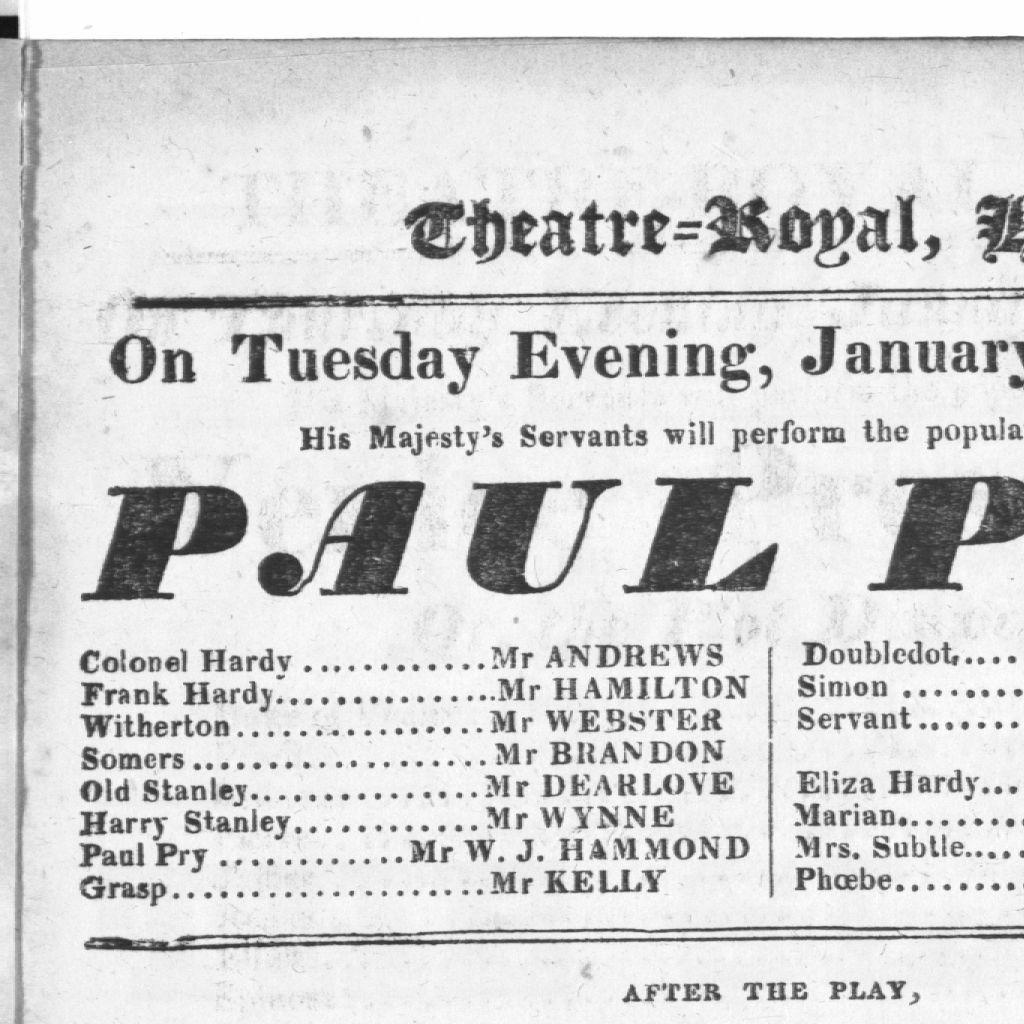 Theatre-Royal,
On Tuesday Evening, January
His Majesty's Servants will perform the popula
PAUL P
Colonel Hardy ............Mr ANDREWS
Frank Hardy...............Mr HAMILTON
Witherton.................Mr WEBSTER
Somers....................Mr BRANDON
Old Stanley...............Mr DEARLOVE
Harry Stanley............Mr WYNNE
Paul Pry ............Mr W. J. HAMMOND
Grasp.....................Mr KELLY
Doubledot,....
Simon ........
Servant.......
Eliza Hardy...
Marian........
Mrs. Subtle.....
Phœbe........
AFTER THE PLAY,